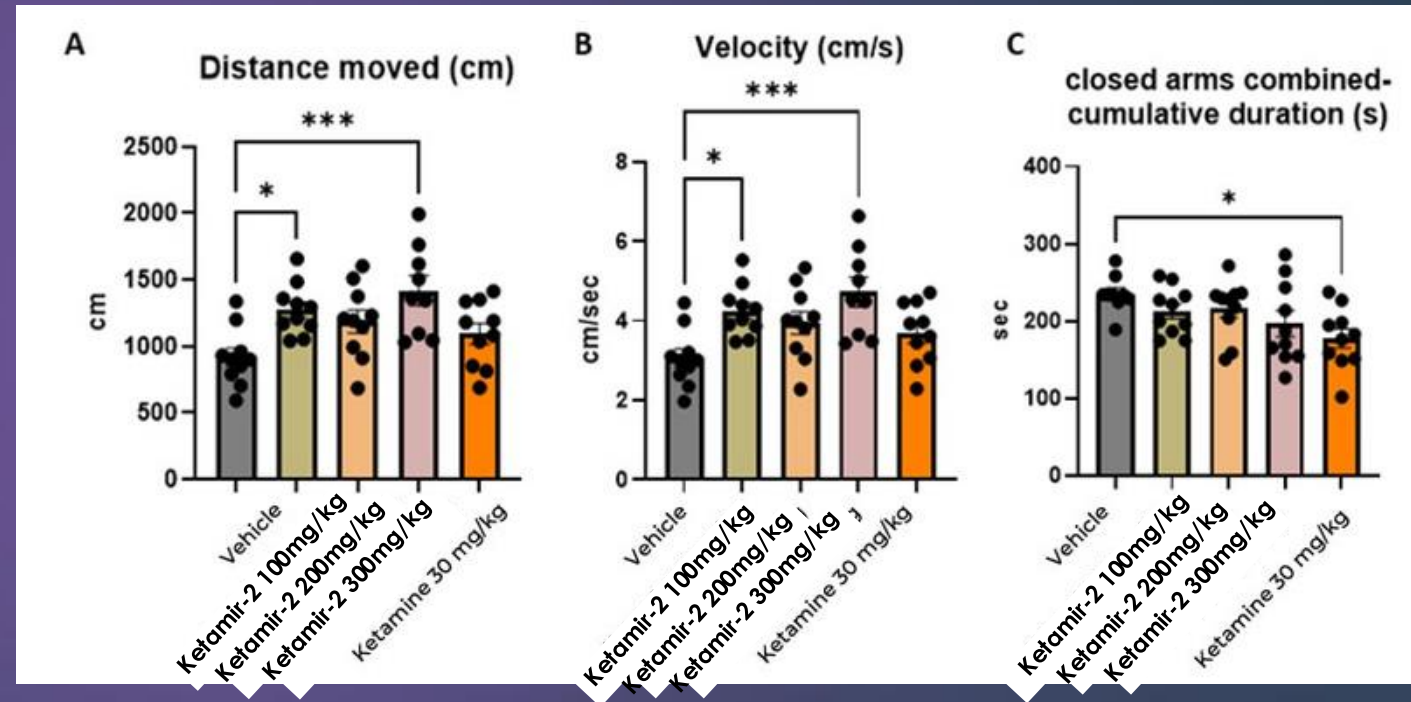 A
Distance moved (cm)
***
*
2500
2000
1500
1000
500
0
cm
Vehicle
Ketamir-2 100mg/kg
Ketamir-2 200mg/kg
Ketamir-2 300mg/kg
Ketamine 30 mg/kg
B
Velocity (cm/s)
***
*
8
6
4
2
0
cm/sec
Vehicle
Ketamir-2 100mg/kg
Ketamir-2 200mg/kg
Ketamir-2 300mg/kg
Ketamine 30 mg/kg
C
closed arms combined-
cumulative duration (s)
*
400
300
200
100
0
sec
Vehicle
Ketamir-2 100mg/kg
Ketamir-2 200mg/kg
Ketamir-2 300mg/kg
Ketamine 30 mg/kg